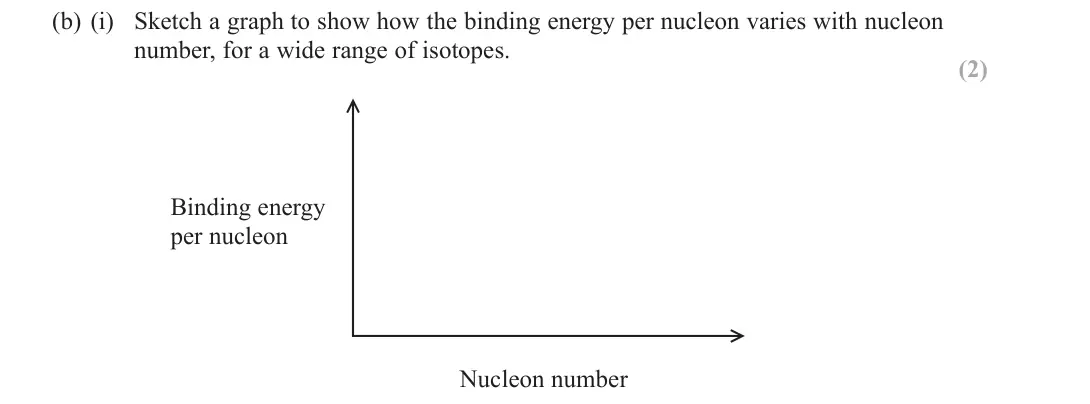 (b) (i) Sketch a graph to show how the binding energy per nucleon varies with nucleon
number, for a wide range of isotopes.
(2)
Binding energy
per nucleon
Nucleon number